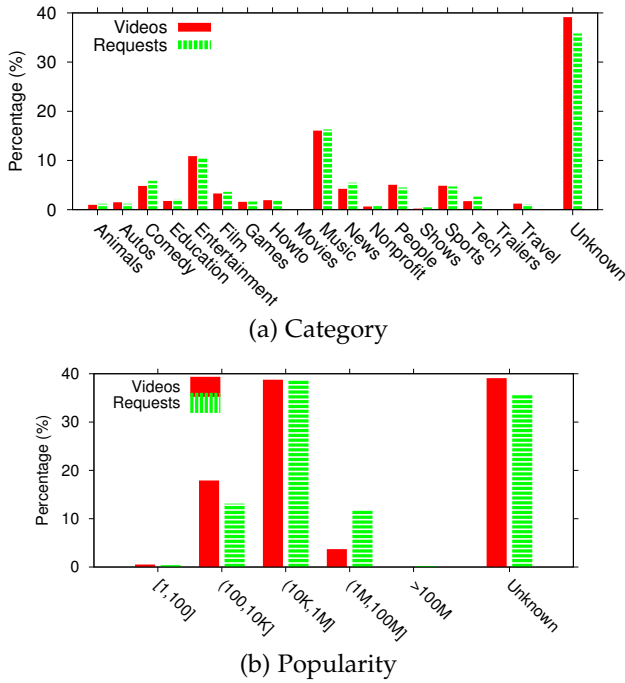 40
30
20
10
0
Percentage (%)
Videos
Requests
Animals
Autos
Comedy
Education
Entertainment
Film
Games
Howto
Movies
Music
News
Nonprofit
People
Shows
Sports
Tech
Trailers
Travel
Unknown
(a) Category
40
30
20
10
0
Percentage (%)
Videos
Requests
[1,100]
(100,10K]
(10K,1M]
(1M,100M]
>100M
Unknown
(b) Popularity